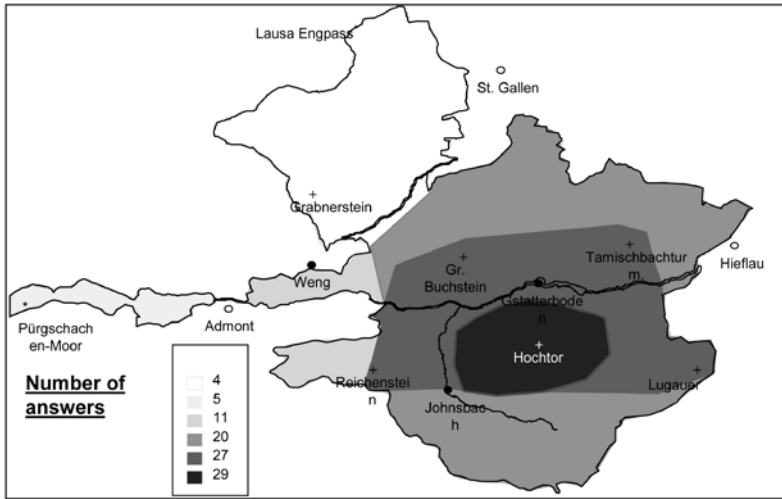 Lausa Engpass
St. Gallen
Grabnerstein
Tamischbachtur
m.
Hieflau
Gr.
Buchstein
Weng
Gstatterbode
n
Pürgschach
en-Moor
Admont
Hochtor
Reichenstei
n
Lugauer
Johnsbac
h
Number of
answers
4
5
11
20
27
29